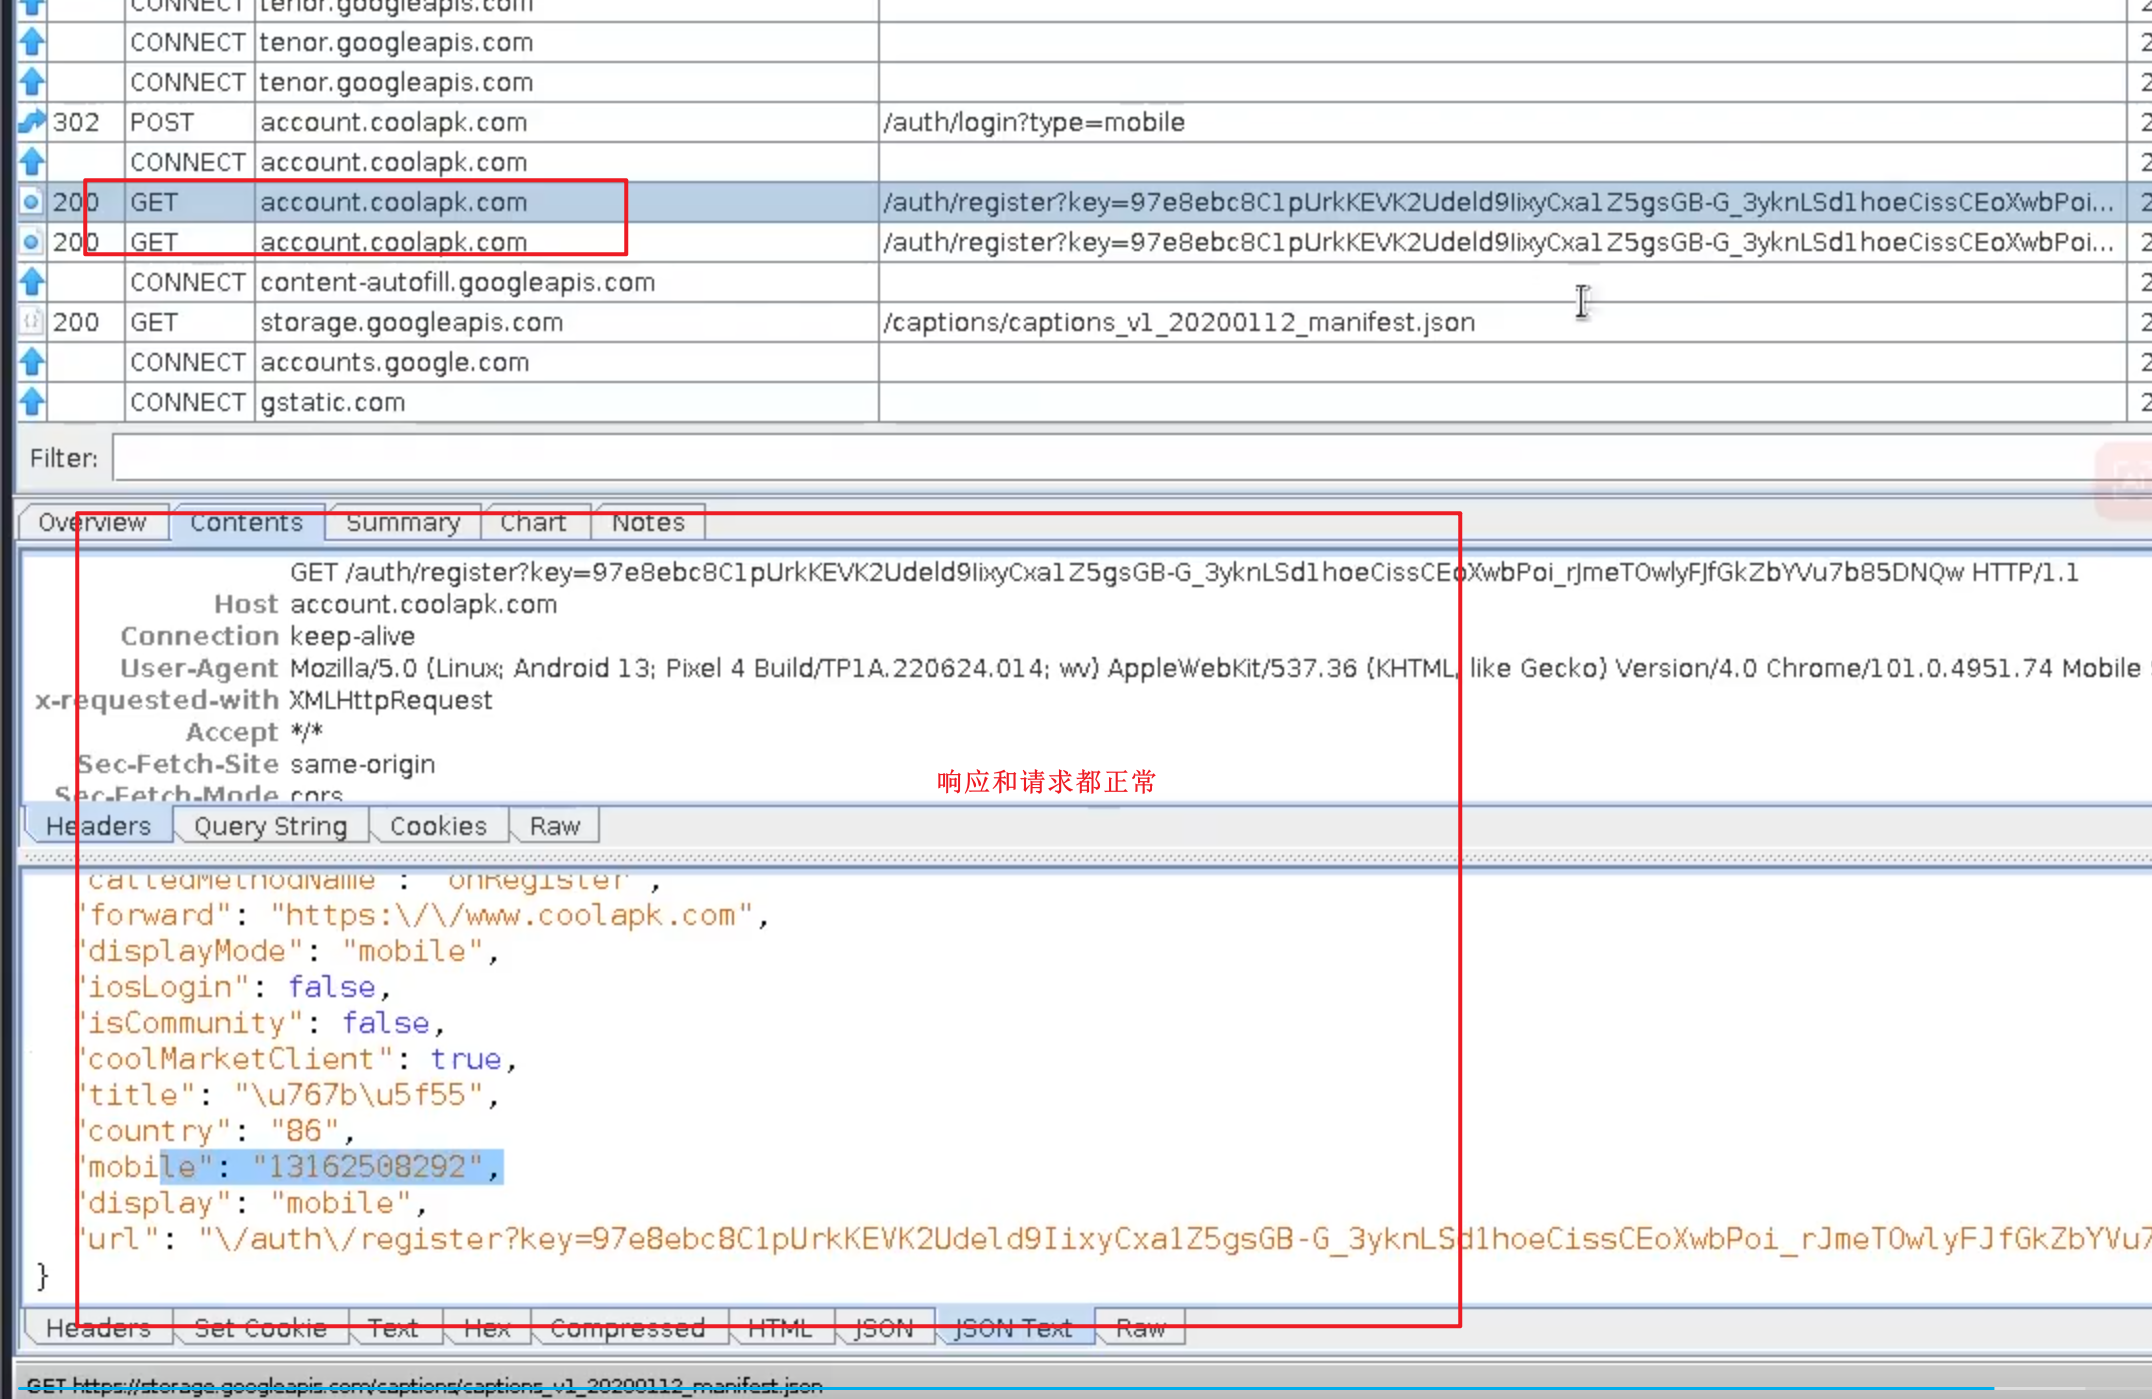 CONNECT tenor.googleapis.com
CONNECT tenor.googleapis.com 2
CONNECT tenor.googleapis.com 2
302 POST account.coolapk.com /auth/login?type=mobile 2
CONNECT account.coolapk.com 2
200 GET account.coolapk.com /auth/register?key=97e8ebc8C1pUrkKEVK2Udeld9IixyCxa1Z5gsGB-G_3yknLSd1hoeCissCEoXwbPoi... 2
200 GET account.coolapk.com /auth/register?key=97e8ebc8C1pUrkKEVK2Udeld9IixyCxa1Z5gsGB-G_3yknLSd1hoeCissCEoXwbPoi... 2
CONNECT content-autofill.googleapis.com 2
200 GET storage.googleapis.com /captions/captions_v1_20200112_manifest.json 2
CONNECT accounts.google.com 2
CONNECT gstatic.com 2
Filter:
Overview Contents Summary Chart Notes
GET /auth/register?key=97e8ebc8C1pUrkKEVK2Udeld9IixyCxa1Z5gsGB-G_3yknLSd1hoeCissCEoXwbPoi_rJmeTOwlyFJfGkZbYVu7b85DNQw HTTP/1.1
Host account.coolapk.com
Connection keep-alive
User-Agent Mozilla/5.0 (Linux; Android 13; Pixel 4 Build/TP1A.220624.014; wv) AppleWebKit/537.36 (KHTML, like Gecko) Version/4.0 Chrome/101.0.4951.74 Mobile
x-requested-with XMLHttpRequest
Accept */*
Sec-Fetch-Site same-origin
响应和请求都正常
Sec-Fetch-Mode cors
Headers Query String Cookies Raw
"calledMethodName": "onRegister",
"forward": "https:\/\/www.coolapk.com",
"displayMode": "mobile",
"iosLogin": false,
"isCommunity": false,
"coolMarketClient": true,
"title": "\u767b\u5f55",
"country": "86",
"mobile": "13162508292",
"display": "mobile",
"url": "\/auth\/register?key=97e8ebc8C1pUrkKEVK2Udeld9IixyCxa1Z5gsGB-G_3yknLSd1hoeCissCEoXwbPoi_rJmeTOwlyFJfGkZbYVu7
}
Headers Set Cookie Text Hex Compressed HTML JSON JSON Text Raw
GET https://storage.googleapis.com/captions/captions_v1_20200112_manifest.json